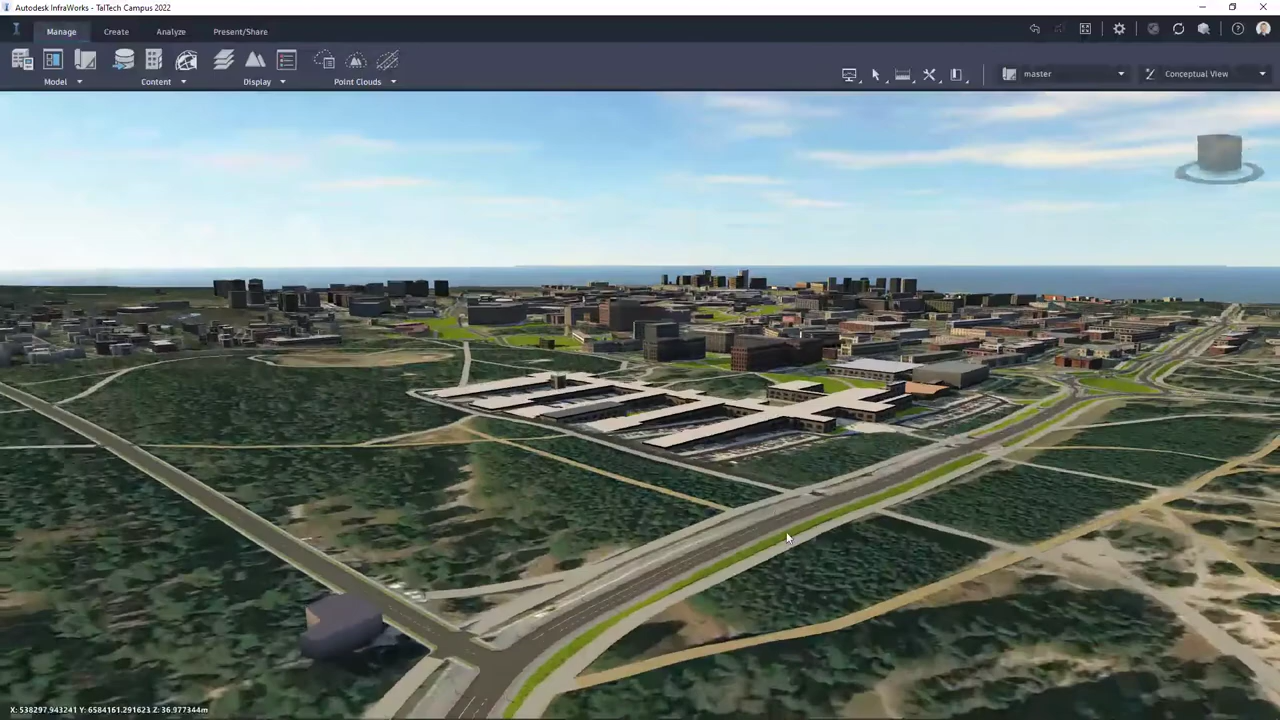 Autodesk InfraWorks - TalTech Campus 2022
Manage Create Analyze Present/Share
Model Content Display Point Clouds
master Conceptual View
X: 538297.943241 Y: 6584161.291623 Z: 36.977344m